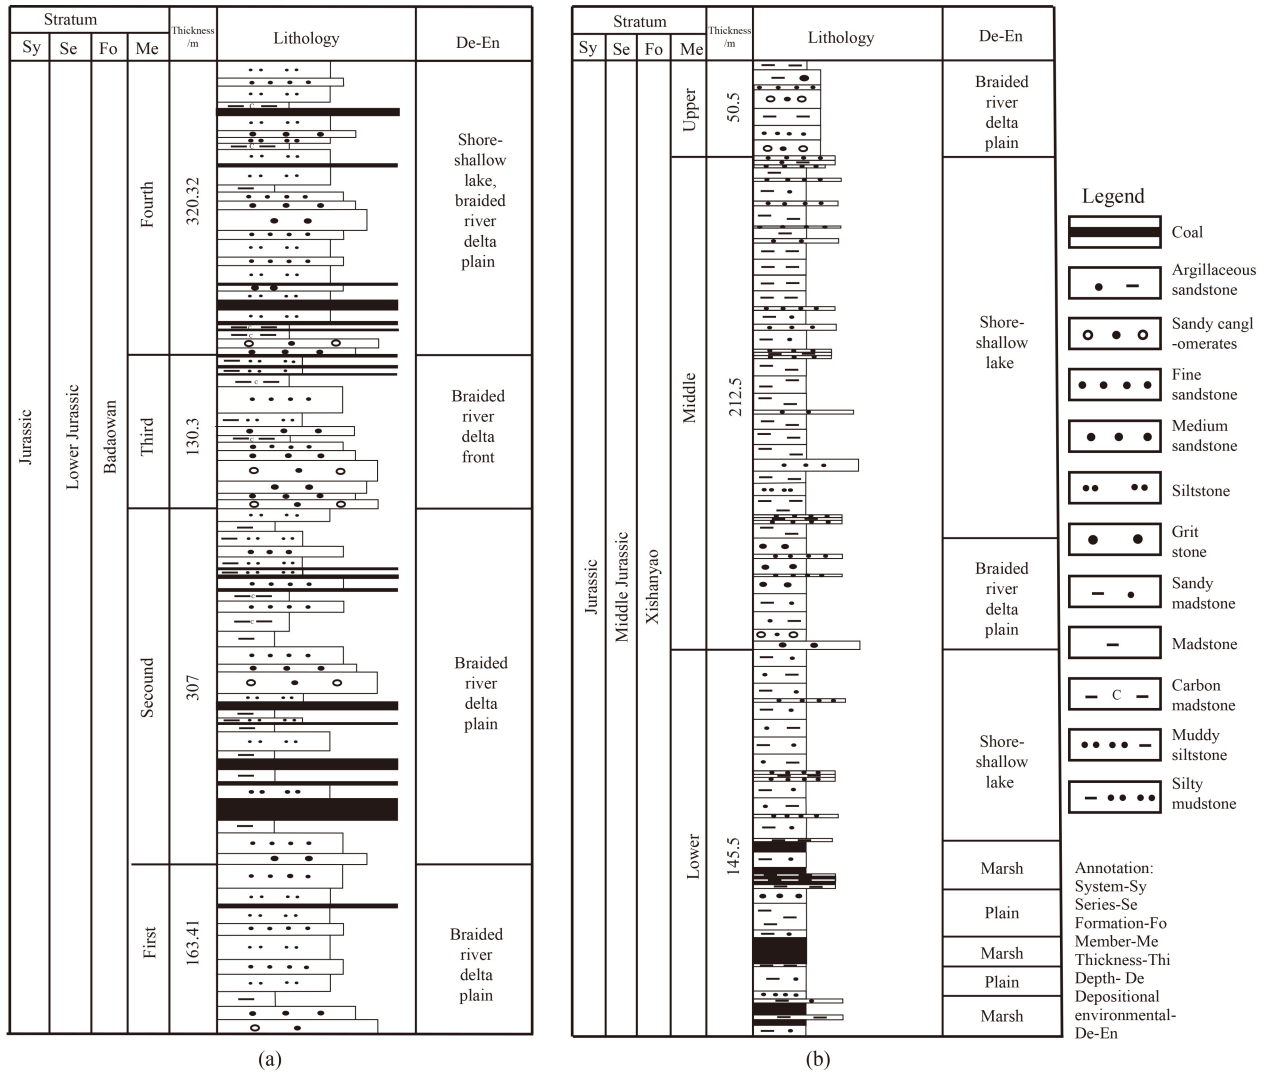 Stratum
Thickness
/m
Lithology
De-En
Sy
Se
Fo
Me
Jurassic
Lower Jurassic
Badaowan
Fourth
320.32
Shore-
shallow
lake,
braided
river
delta
plain
Third
130.3
Braided
river
delta
front
Secound
307
Braided
river
delta
plain
First
163.41
Braided
river
delta
plain
C
C
C
C
C
C
C
C
(a)
Stratum
Thickness
/m
Lithology
De-En
Sy
Se
Fo
Me
Jurassic
Middle Jurassic
Xishanyao
Upper
50.5
Braided
river
delta
plain
Middle
212.5
Shore-
shallow
lake
Braided
river
delta
plain
Lower
145.5
Shore-
shallow
lake
Marsh
Plain
Marsh
Plain
Marsh
(b)
Legend
Coal
Argillaceous
sandstone
Sandy cangl
-omerates
Fine
sandstone
Medium
sandstone
Siltstone
Grit
stone
Sandy
madstone
Madstone
C
Carbon
madstone
Muddy
siltstone
Silty
mudstone
Annotation:
System-Sy
Series-Se
Formation-Fo
Member-Me
Thickness-Thi
Depth- De
Depositional
environmental-
De-En